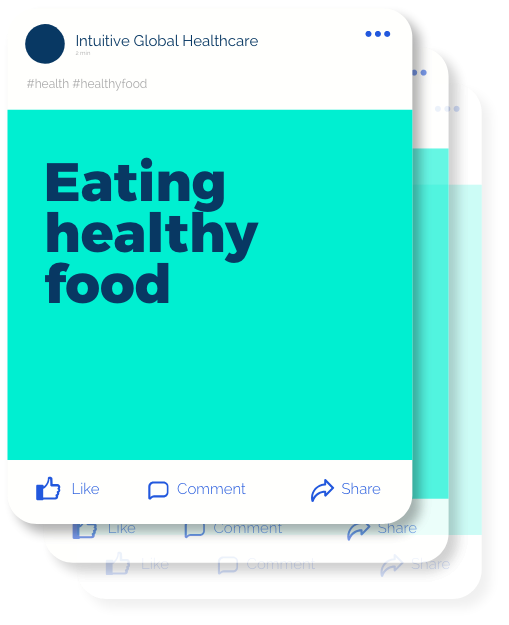 Intuitive Global Healthcare
2 min
#health #healthyfood
Eating
healthy
food
Like Comment Share
Like Comment Share
Like Comment Share